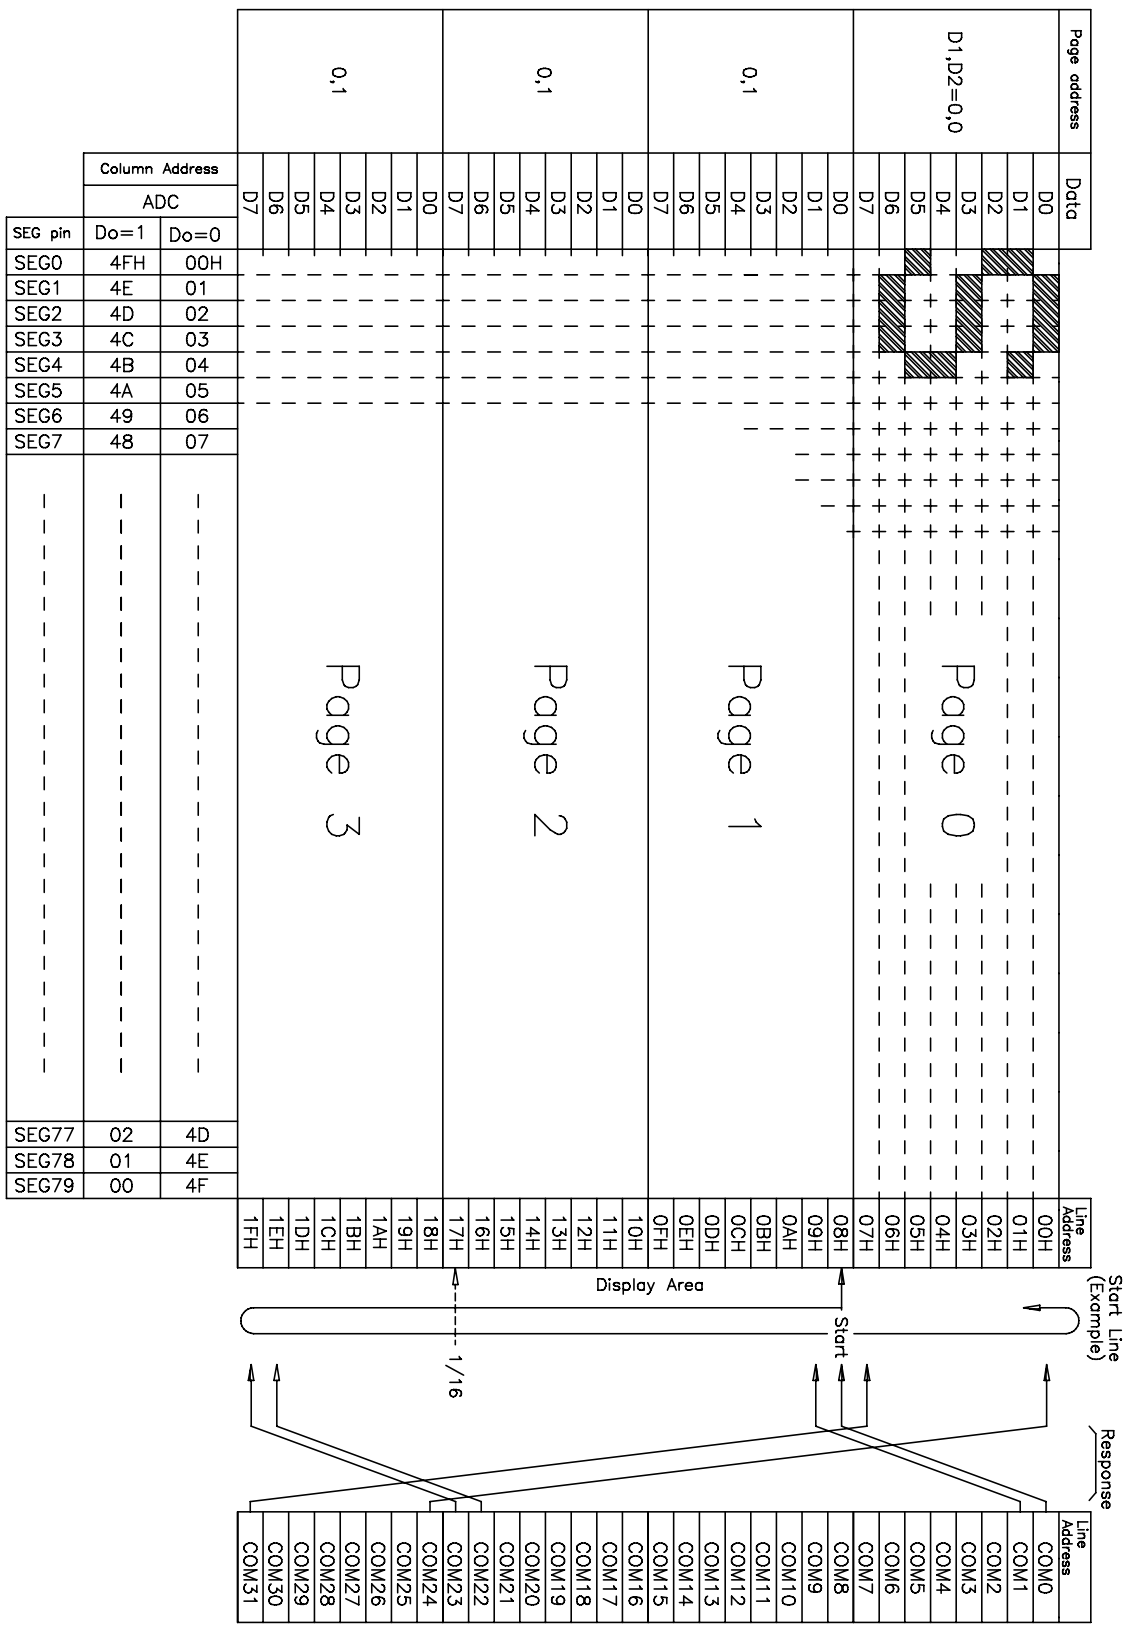 Page address
D1,D2=0,0
0,1
0,1
0,1
Data
D0
D1
D2
D3
D4
D5
D6
D7
D0
D1
D2
D3
D4
D5
D6
D7
D0
D1
D2
D3
D4
D5
D6
D7
D0
D1
D2
D3
D4
D5
D6
D7
Column Address
ADC
SEG pin Do=1 Do=0
SEG0 4FH 00H
SEG1 4E 01
SEG2 4D 02
SEG3 4C 03
SEG4 4B 04
SEG5 4A 05
SEG6 49 06
SEG7 48 07
SEG77 02 4D
SEG78 01 4E
SEG79 00 4F
Page 0
Page 1
Page 2
Page 3
Line
Address
00H
01H
02H
03H
04H
05H
06H
07H
08H
09H
0AH
0BH
0CH
0DH
0EH
0FH
10H
11H
12H
13H
14H
15H
16H
17H
18H
19H
1AH
1BH
1CH
1DH
1EH
1FH
Display Area
Start Line
(Example)
Start
1/16
Response
Line
Address
COM0
COM1
COM2
COM3
COM4
COM5
COM6
COM7
COM8
COM9
COM10
COM11
COM12
COM13
COM14
COM15
COM16
COM17
COM18
COM19
COM20
COM21
COM22
COM23
COM24
COM25
COM26
COM27
COM28
COM29
COM30
COM31